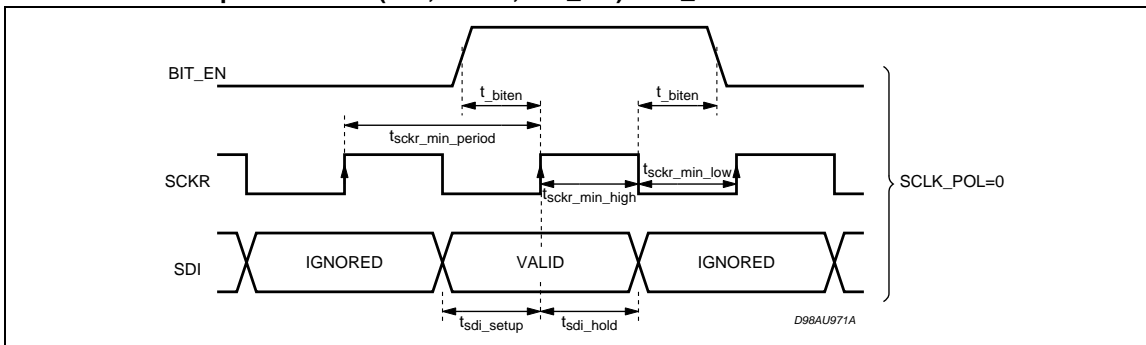 BIT_EN
t_biten
t_biten
tsckr_min_period
SCKR
tsckr_min_low
tsckr_min_high
SCLK_POL=0
SDI
IGNORED
VALID
IGNORED
tsdi_setup
tsdi_hold
D98AU971A